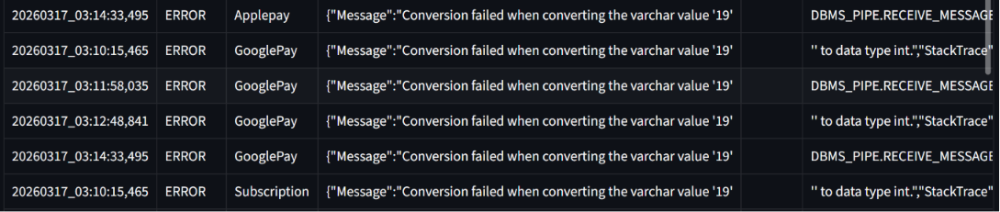 20260317_03:14:33,495 ERROR Applepay {"Message":"Conversion failed when converting the varchar value '19' DBMS_PIPE.RECEIVE_MESSAGE
20260317_03:10:15,465 ERROR GooglePay {"Message":"Conversion failed when converting the varchar value '19' '' to data type int.","StackTrace"
20260317_03:11:58,035 ERROR GooglePay {"Message":"Conversion failed when converting the varchar value '19' DBMS_PIPE.RECEIVE_MESSAGE
20260317_03:12:48,841 ERROR GooglePay {"Message":"Conversion failed when converting the varchar value '19' '' to data type int.","StackTrace"
20260317_03:14:33,495 ERROR GooglePay {"Message":"Conversion failed when converting the varchar value '19' DBMS_PIPE.RECEIVE_MESSAGE
20260317_03:10:15,465 ERROR Subscription {"Message":"Conversion failed when converting the varchar value '19' '' to data type int.","StackTrace"